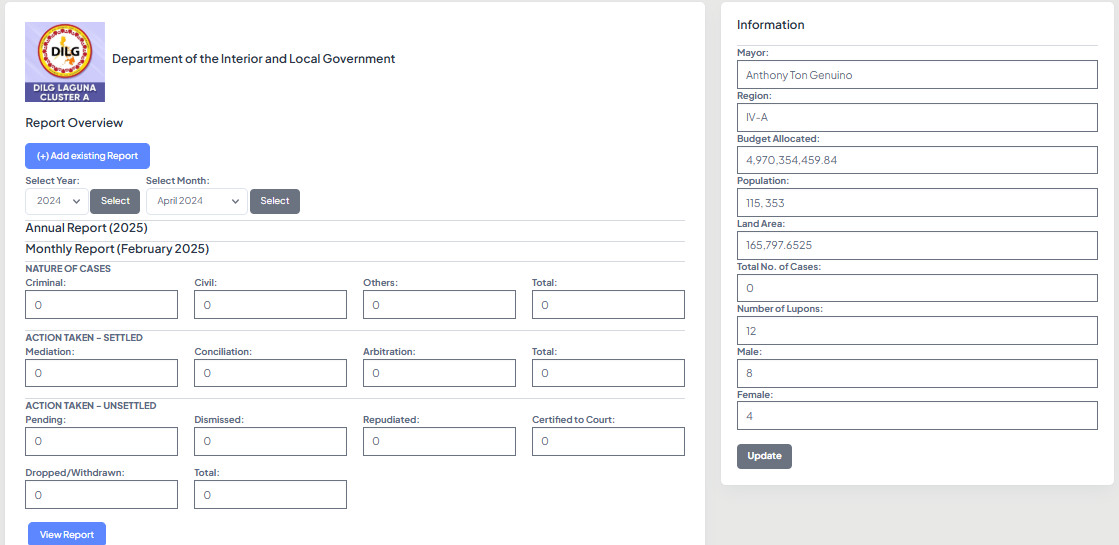 DILG
DILG LAGUNA
CLUSTER A
Department of the Interior and Local Government
Report Overview
(+) Add existing Report
Select Year: Select Month:
2024 Select April 2024 Select
Annual Report (2025)
Monthly Report (February 2025)
NATURE OF CASES
Criminal: Civil: Others: Total:
0 0 0 0
ACTION TAKEN - SETTLED
Mediation: Conciliation: Arbitration: Total:
0 0 0 0
ACTION TAKEN - UNSETTLED
Pending: Dismissed: Repudiated: Certified to Court:
0 0 0 0
Dropped/Withdrawn: Total:
0 0
View Report
Information
Mayor:
Anthony Ton Genuino
Region:
IV-A
Budget Allocated:
4,970,354,459.84
Population:
115, 353
Land Area:
165,797.6525
Total No. of Cases:
0
Number of Lupons:
12
Male:
8
Female:
4
Update